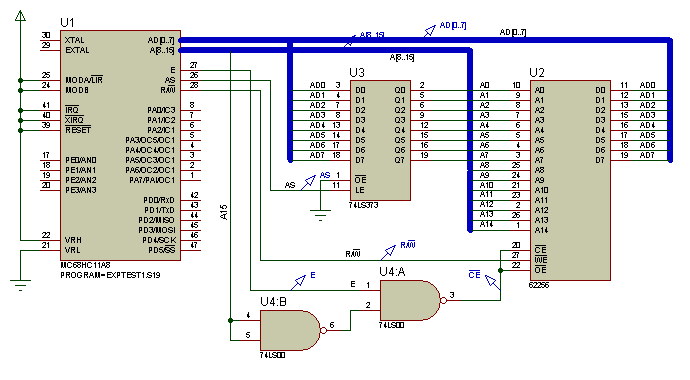 U1
30 XTAL AD[0..7]
29 EXTAL A[8..15]
AD[0..7]
AD[0..7]
A[8..15]
A[8..15]
E 27
AS 26
R/W 28
25 MODA/LIR
24 MODB
41 IRQ
40 XIRQ
39 RESET
PA0/IC3 8
PA1/IC2 7
PA2/IC1 6
PA3/OC5/OC1 5
PA4/OC4/OC1 4
PA5/OC3/OC1 3
PA6/OC2/OC1 2
PA7/PAI/OC1 1
17 PE0/AN0
18 PE1/AN1
19 PE2/AN2
20 PE3/AN3
PD0/RxD 42
PD1/TxD 43
PD2/MISO 44
PD3/MOSI 45
PD4/SCK 46
PD5/SS 47
22 VRH
21 VRL
MC68HC11A8
PROGRAM=EXPTEST1.S19
A15
U3
AD0 3 D0 Q0 2 A0
AD1 4 D1 Q1 5 A1
AD2 7 D2 Q2 6 A2
AD3 8 D3 Q3 9 A3
AD4 13 D4 Q4 12 A4
AD5 14 D5 Q5 15 A5
AD6 17 D6 Q6 16 A6
AD7 18 D7 Q7 19 A7
1 OE
11 LE
74LS373
AS AS
U2
10 A0 D0 11 AD0
9 A1 D1 12 AD1
8 A2 D2 13 AD2
7 A3 D3 15 AD3
6 A4 D4 16 AD4
5 A5 D5 17 AD5
4 A6 D6 18 AD6
3 A7 D7 19 AD7
A8 25 A8
A9 24 A9
A10 21 A10
A11 23 A11
A12 2 A12
A13 26 A13
A14 1 A14
20 CE
27 WE
22 OE
62256
R/W R/W
E E
CE
U4:A
1
2
3
74LS00
U4:B
4
5
6
74LS00